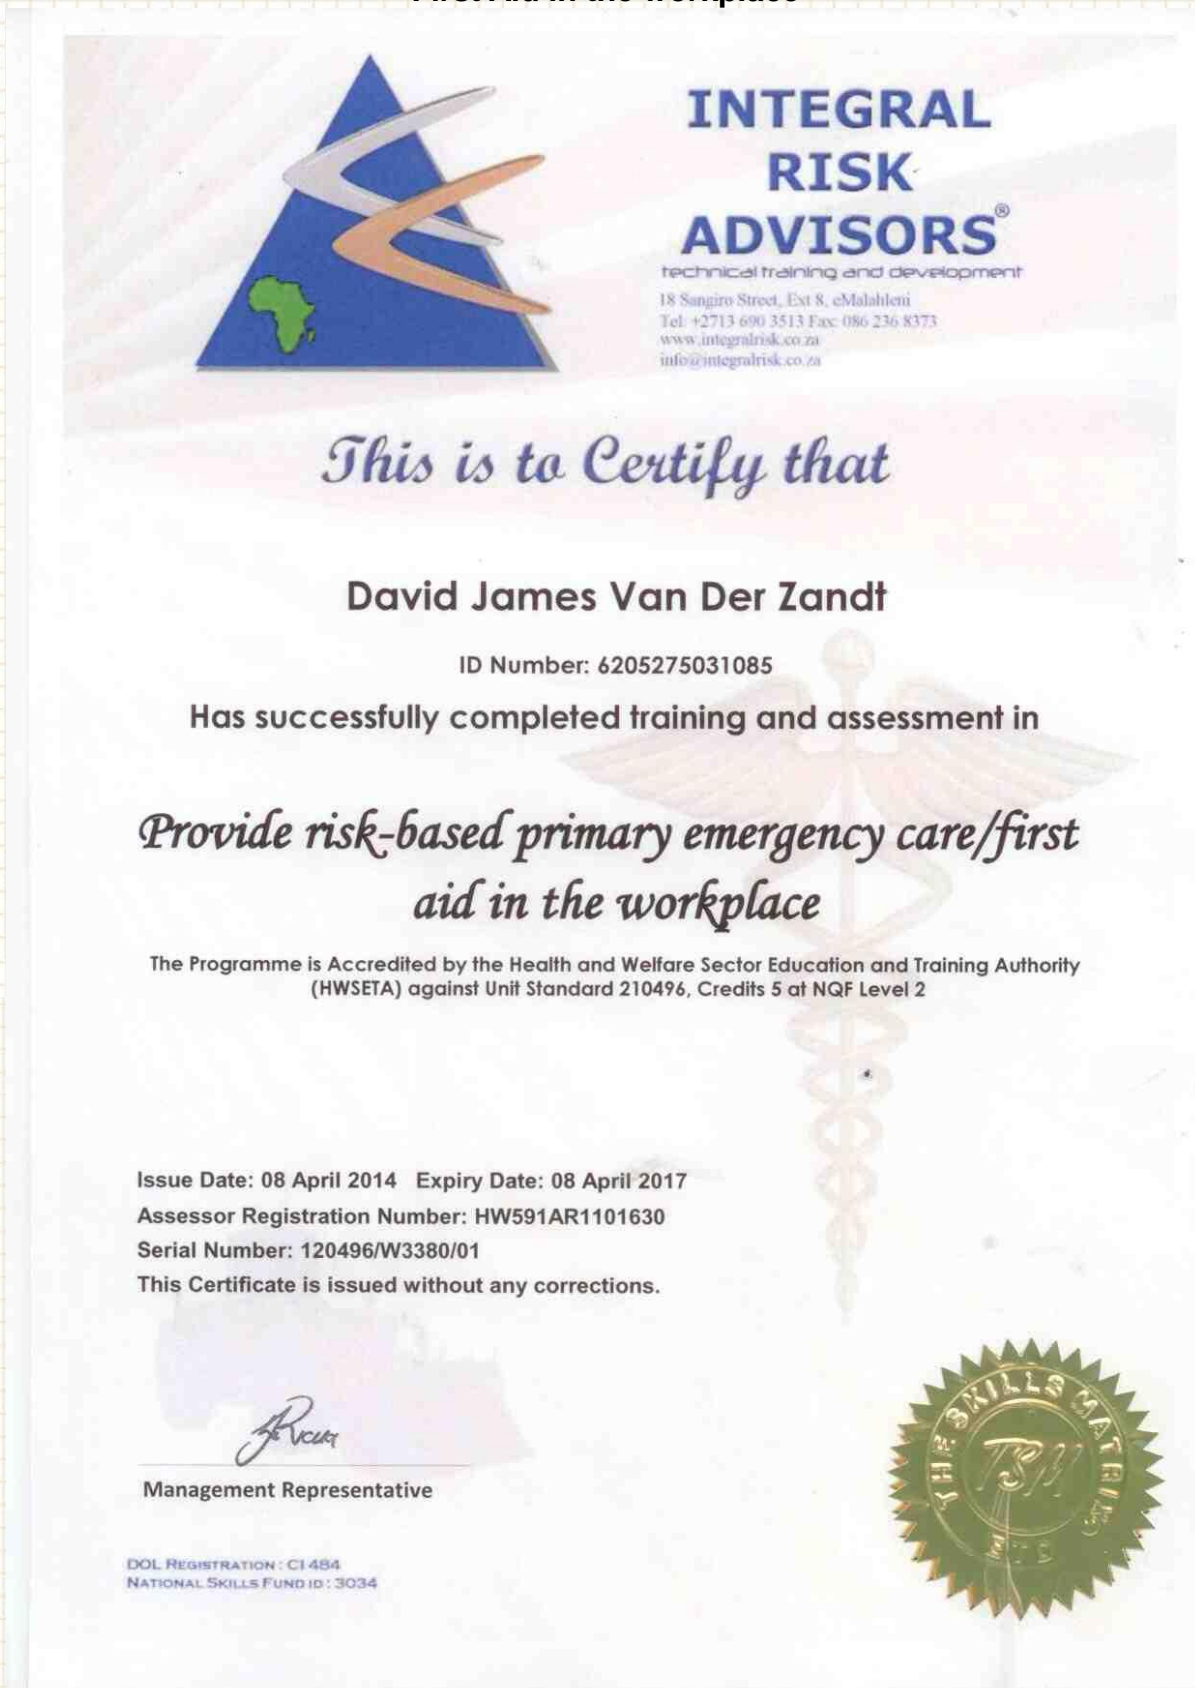 First Aid in the workplace
INTEGRAL
RISK
ADVISORS®
technical training and development
18 Sangiro Street, Ext 8, eMalahleni
Tel: +2713 690 3513 Fax: 086 236 8373
www.integralrisk.co.za
info@integralrisk.co.za
This is to Certify that
David James Van Der Zandt
ID Number: 6205275031085
Has successfully completed training and assessment in
Provide risk-based primary emergency care/first
aid in the workplace
The Programme is Accredited by the Health and Welfare Sector Education and Training Authority
(HWSETA) against Unit Standard 210496, Credits 5 at NQF Level 2
Issue Date: 08 April 2014 Expiry Date: 08 April 2017
Assessor Registration Number: HW591AR1101630
Serial Number: 120496/W3380/01
This Certificate is issued without any corrections.
Management Representative
DOL REGISTRATION : CI 484
NATIONAL SKILLS FUND ID : 3034
THE SKILLS MATRIX
TSM